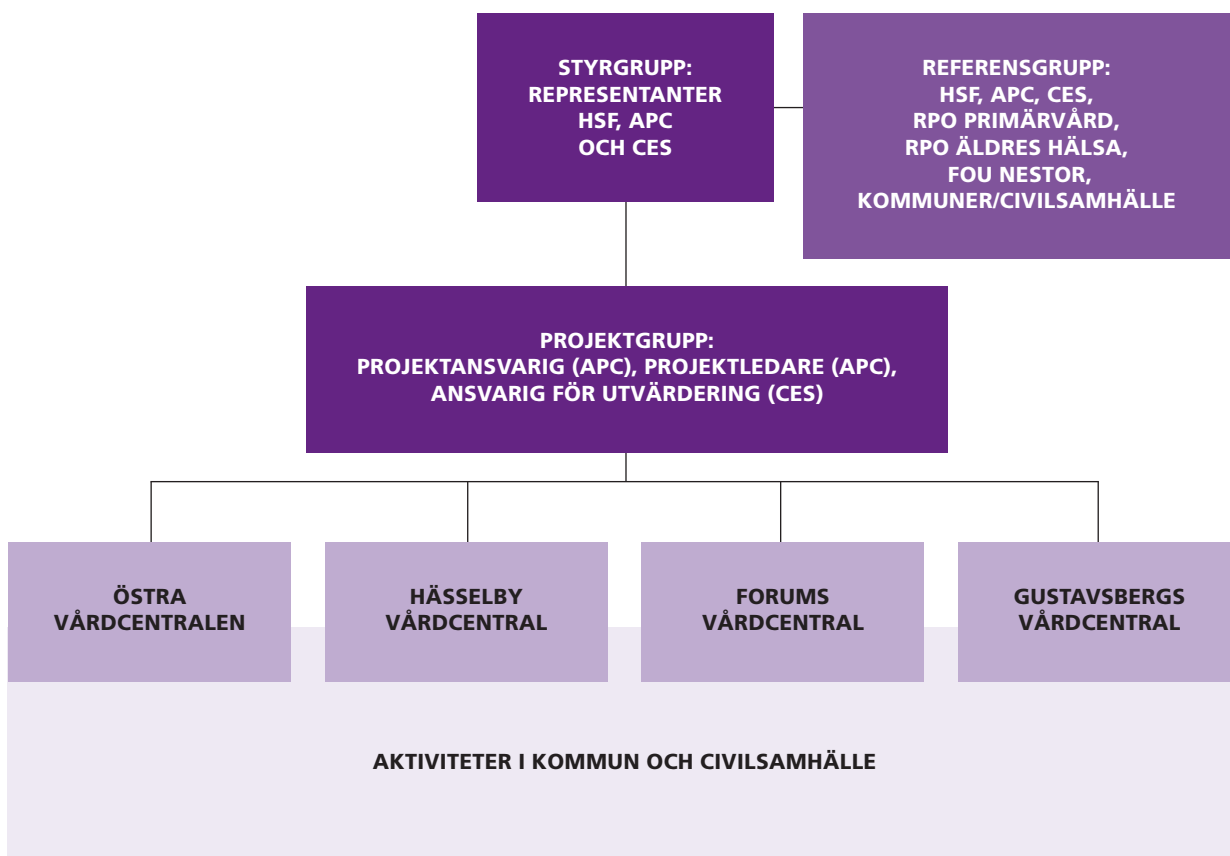 STYRGRUPP:
REPRESENTANTER
HSF, APC
OCH CES
REFERENSGRUPP:
HSF, APC, CES,
RPO PRIMÄRVÅRD,
RPO ÄLDRES HÄLSA,
FOU NESTOR,
KOMMUNER/CIVILSAMHÄLLE
PROJEKTGRUPP:
PROJEKTANSVARIG (APC), PROJEKTLEDARE (APC),
ANSVARIG FÖR UTVÄRDERING (CES)
ÖSTRA
VÅRDCENTRALEN
HÄSSELBY
VÅRDCENTRAL
FORUMS
VÅRDCENTRAL
GUSTAVSBERGS
VÅRDCENTRAL
AKTIVITETER I KOMMUN OCH CIVILSAMHÄLLE